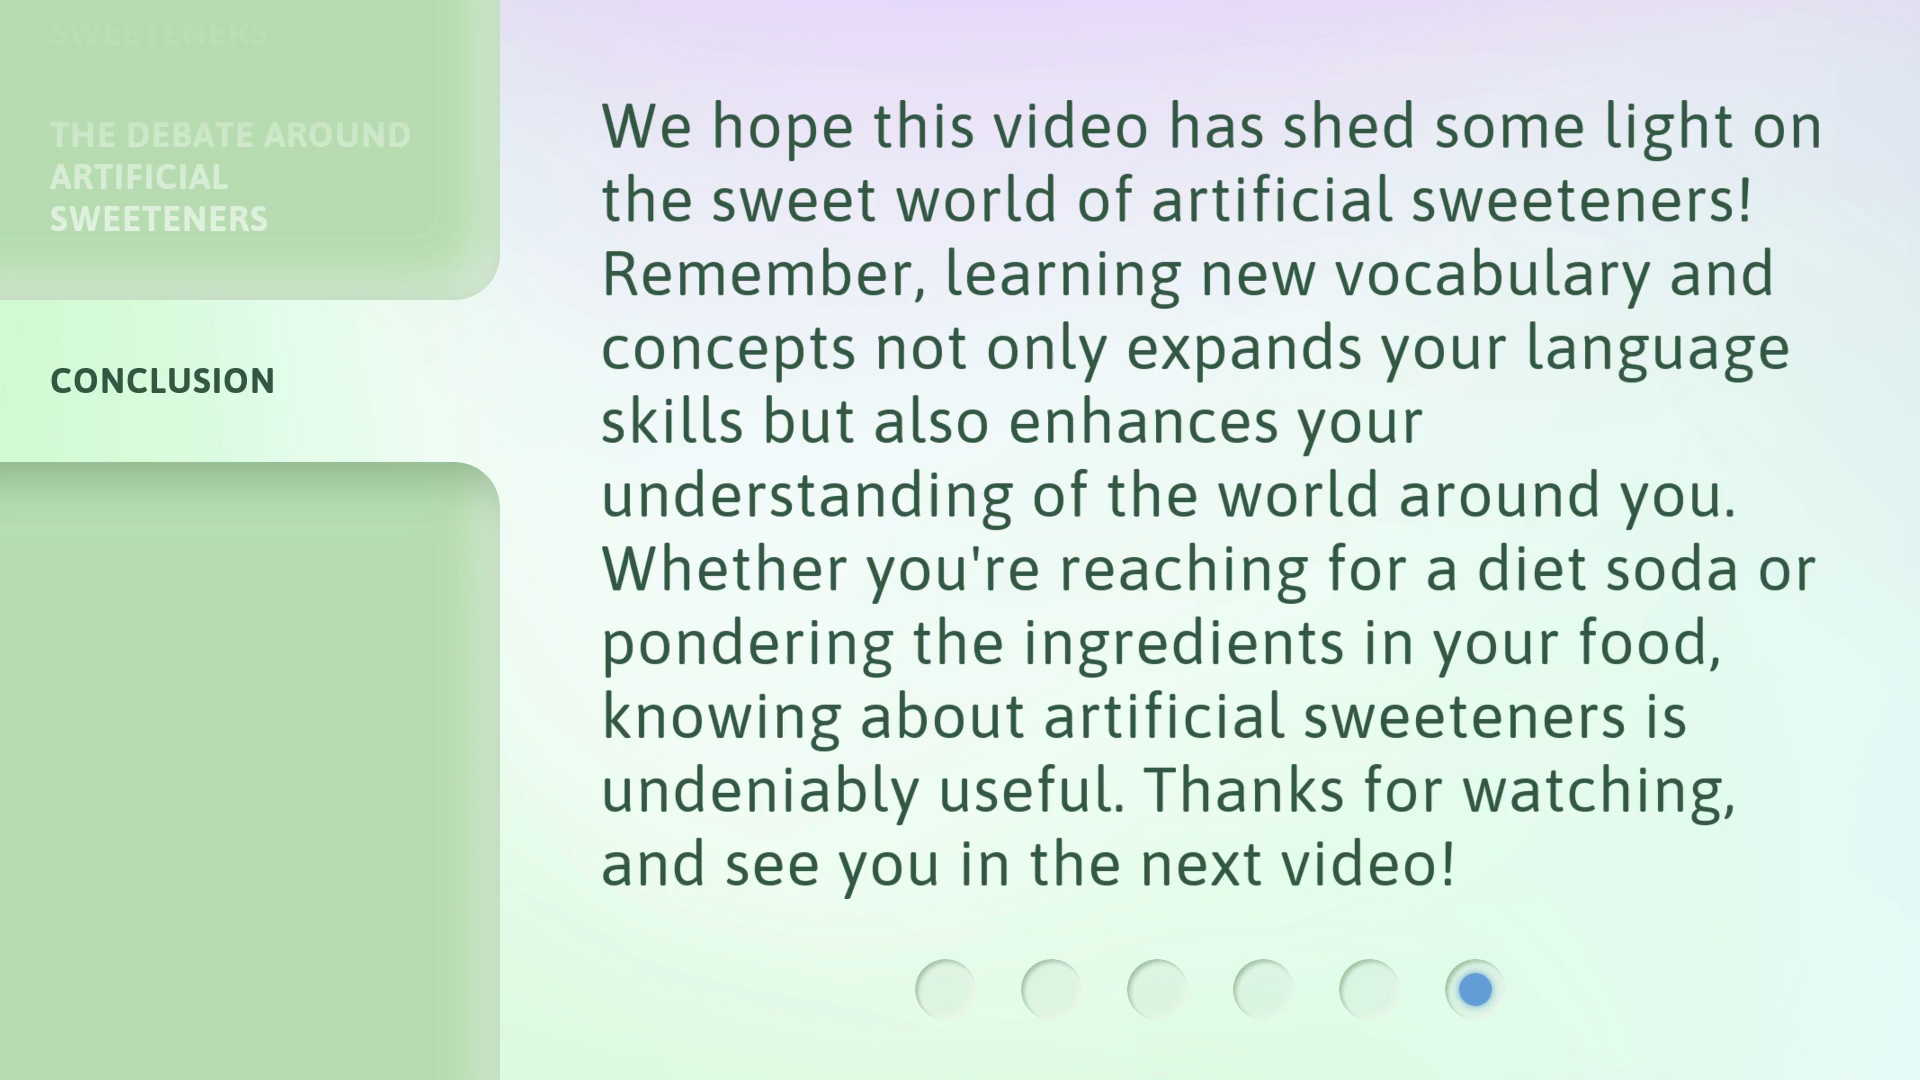 SWEETENERS
THE DEBATE AROUND
ARTIFICIAL
SWEETENERS
CONCLUSION
We hope this video has shed some light on
the sweet world of artificial sweeteners!
Remember, learning new vocabulary and
concepts not only expands your language
skills but also enhances your
understanding of the world around you.
Whether you're reaching for a diet soda or
pondering the ingredients in your food,
knowing about artificial sweeteners is
undeniably useful. Thanks for watching,
and see you in the next video!